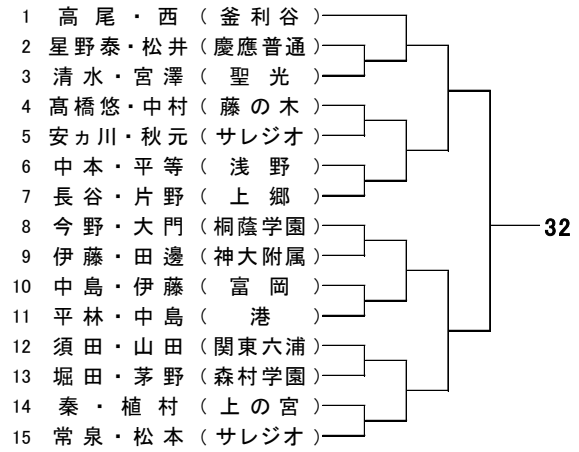 1 高尾・西 (釜利谷)
2 星野泰・松井 (慶應普通)
3 清水・宮澤 (聖光)
4 髙橋悠・中村 (藤の木)
5 安ヵ川・秋元 (サレジオ)
6 中本・平等 (浅野)
7 長谷・片野 (上郷)
8 今野・大門 (桐蔭学園)
9 伊藤・田邊 (神大附属)
10 中島・伊藤 (富岡)
11 平林・中島 (港)
12 須田・山田 (関東六浦)
13 堀田・茅野 (森村学園)
14 秦・植村 (上の宮)
15 常泉・松本 (サレジオ)
32